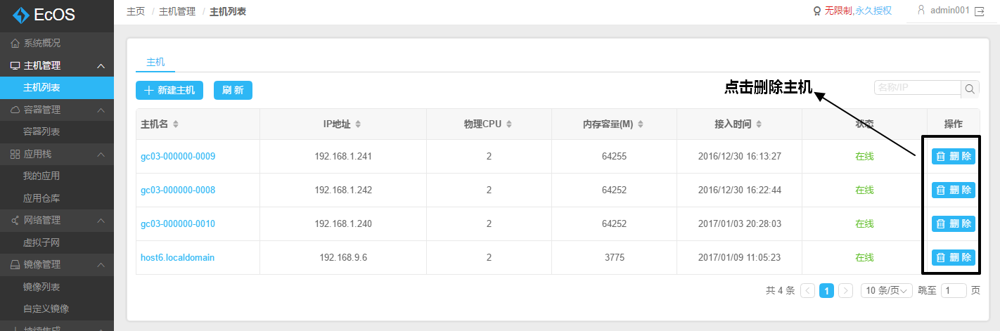 EcOS
主页 / 主机管理 / 主机列表
无限制,永久授权
admin001
系统概况
主机管理
主机列表
容器管理
容器列表
应用栈
我的应用
应用仓库
网络管理
虚拟子网
镜像管理
镜像列表
自定义镜像
持续集成
主机
新建主机
刷 新
点击删除主机
名称/IP
主机名 IP地址 物理CPU 内存容量(M) 接入时间 状态 操作
gc03-000000-0009 192.168.1.241 2 64255 2016/12/30 16:13:27 在线 删 除
gc03-000000-0008 192.168.1.242 2 64252 2016/12/30 16:22:44 在线 删 除
gc03-000000-0010 192.168.1.240 2 64252 2017/01/03 20:28:03 在线 删 除
host6.localdomain 192.168.9.6 2 3775 2017/01/09 11:05:23 在线 删 除
共 4 条 < 1 > 10 条/页 跳至 1 页